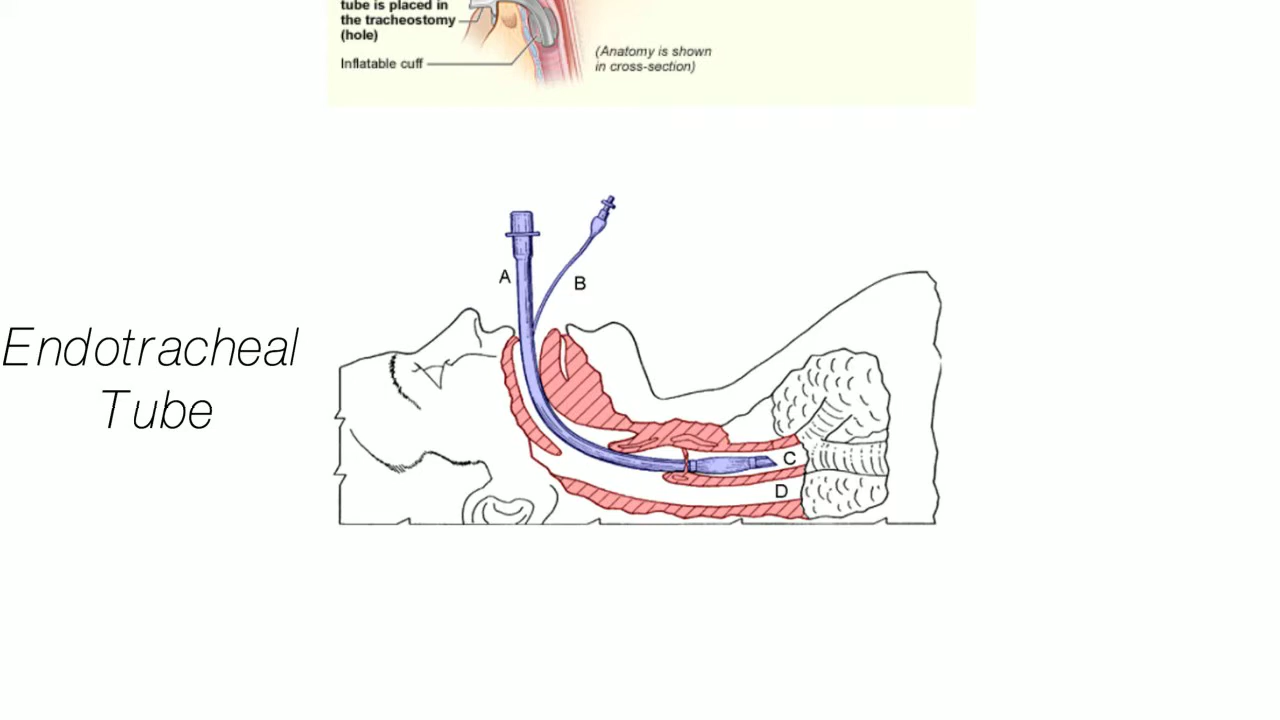 tube is placed in
the tracheostomy
(hole)
Inflatable cuff
(Anatomy is shown
in cross-section)
Endotracheal
Tube
A
B
C
D